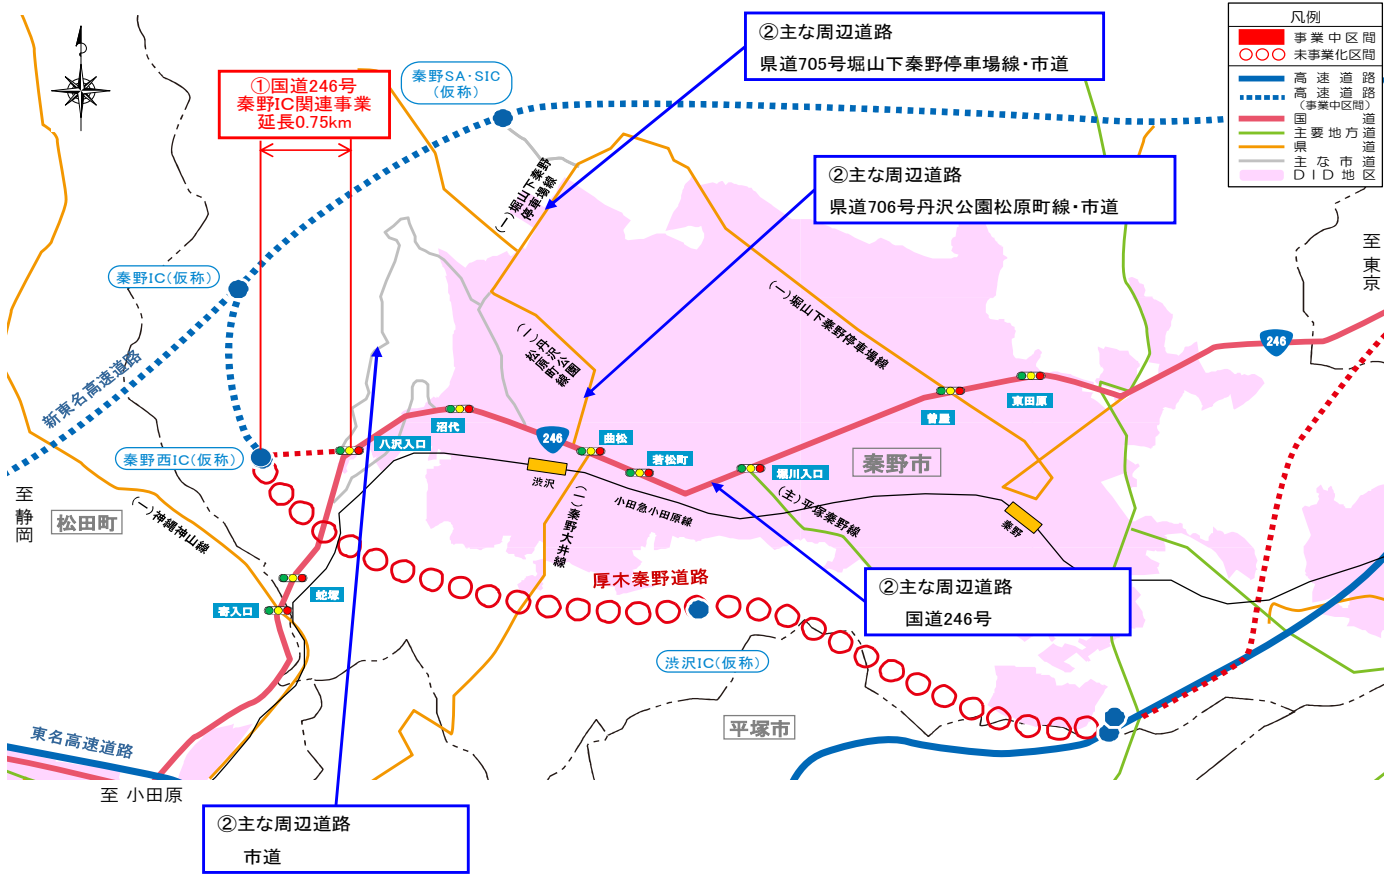 凡例
事業中区間
未事業化区間
高速道路
高速道路
（事業中区間）
国道
主要地方道
県道
主な市道
ＤＩＤ地区
①国道246号
秦野IC関連事業
延長0.75km
秦野SA･SIC
（仮称）
②主な周辺道路
県道705号堀山下秦野停車場線・市道
②主な周辺道路
県道706号丹沢公園松原町線・市道
至 東京
（一）堀山下秦野
停車場線
秦野IC（仮称）
（一）堀山下秦野停車場線
（一）丹沢公園
松原町線
新東名高速道路
246
246
東田原
曽屋
沼代
八沢入口
曲松
若松町
堀川入口
秦野市
秦野西IC（仮称）
渋沢
小田急小田原線
（主）平塚秦野線
秦野
至 静岡
松田町
（一）神縄神山線
（一）秦野大井線
厚木秦野道路
蛇塚
寄入口
②主な周辺道路
国道246号
渋沢IC（仮称）
平塚市
東名高速道路
至 小田原
②主な周辺道路
市道